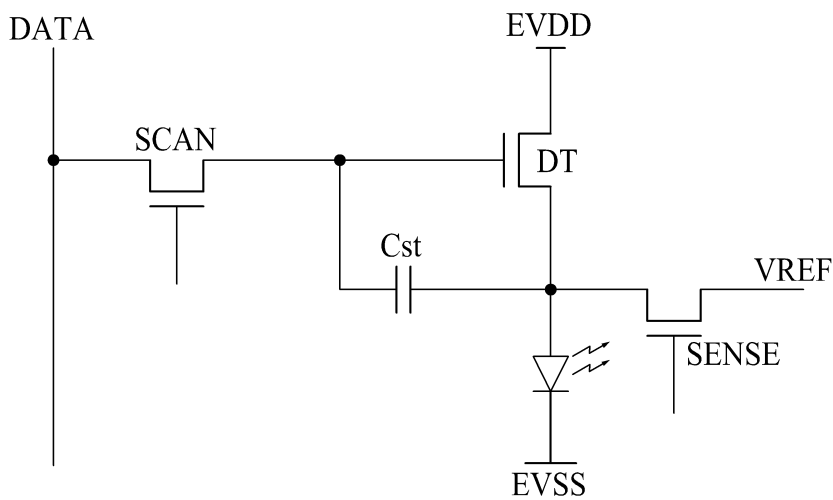 DATA
EVDD
SCAN
DT
Cst
VREF
SENSE
EVSS